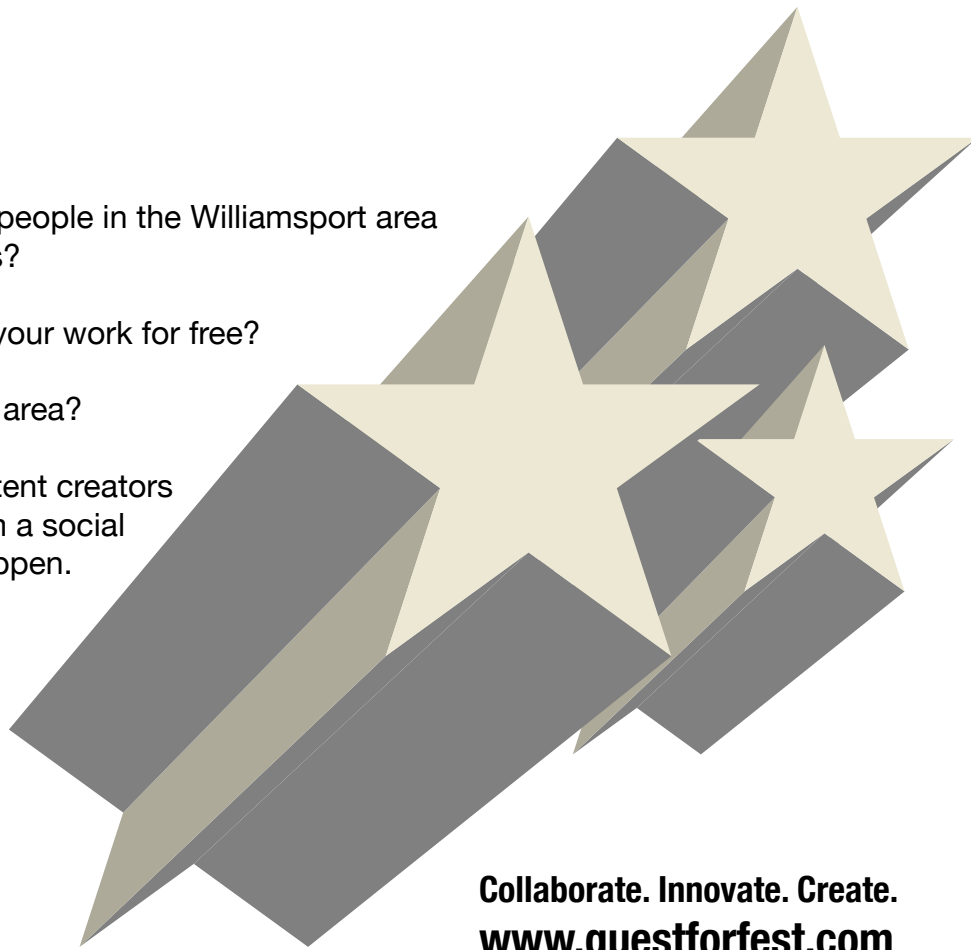 people in the Williamsport area
s?
your work for free?
area?
tent creators
a social
ppen.
Collaborate. Innovate. Create.
www.questforfest.com